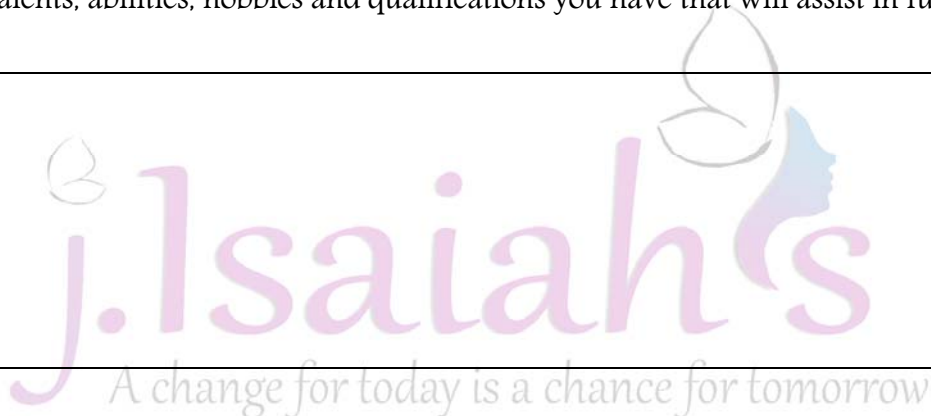 talents, abilities, hobbies and qualifications you have that will assist in fu
j.Isaiah's
A change for today is a chance for tomorrow